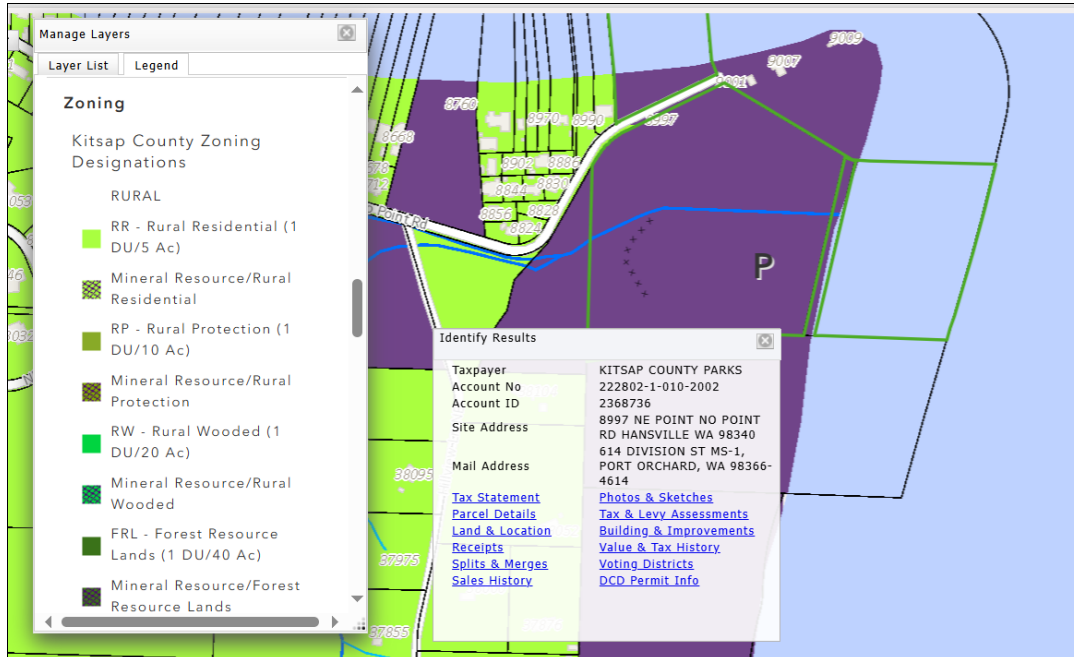 Manage Layers
Layer List
Legend
Zoning
Kitsap County Zoning
Designations
RURAL
RR - Rural Residential (1
DU/5 Ac)
Mineral Resource/Rural
Residential
RP - Rural Protection (1
DU/10 Ac)
Mineral Resource/Rural
Protection
RW - Rural Wooded (1
DU/20 Ac)
Mineral Resource/Rural
Wooded
FRL - Forest Resource
Lands (1 DU/40 Ac)
Mineral Resource/Forest
Resource Lands
9009
9007
9001
8997
8760
8970
8990
8668
8902
8886
8844
8830
8856
8828
8824
Point Rd
P
Identify Results
Taxpayer KITSAP COUNTY PARKS
Account No 222802-1-010-2002
Account ID 2368736
Site Address 8997 NE POINT NO POINT
RD HANSVILLE WA 98340
Mail Address 614 DIVISION ST MS-1,
PORT ORCHARD, WA 98366-
4614
Tax Statement Photos & Sketches
Parcel Details Tax & Levy Assessments
Land & Location Building & Improvements
Receipts Value & Tax History
Splits & Merges Voting Districts
Sales History DCD Permit Info
38095
37975
37855